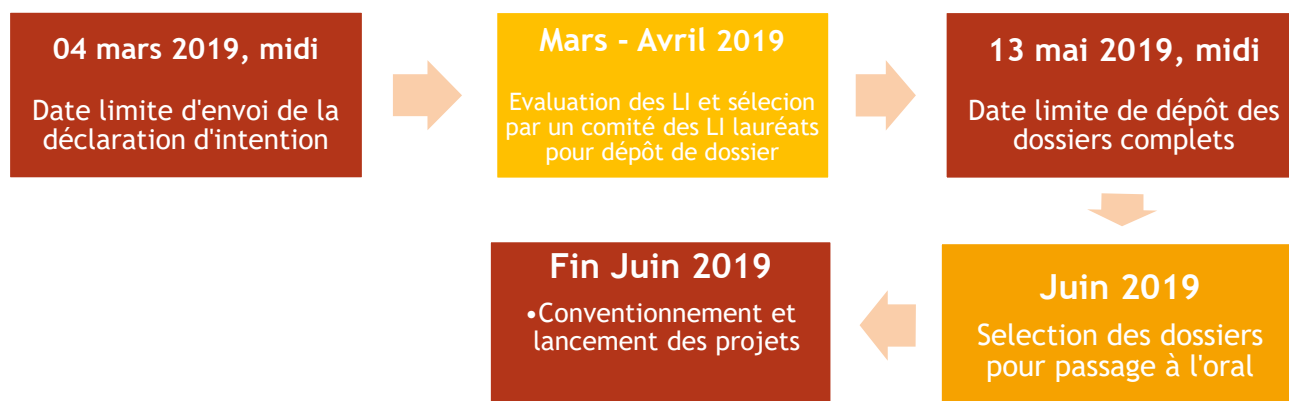 04 mars 2019, midi
Date limite d'envoi de la
déclaration d'intention
Mars - Avril 2019
Evaluation des LI et sélecion
par un comité des LI lauréats
pour dépôt de dossier
13 mai 2019, midi
Date limite de dépôt des
dossiers complets
Juin 2019
Selection des dossiers
pour passage à l'oral
Fin Juin 2019
•Conventionnement et
lancement des projets